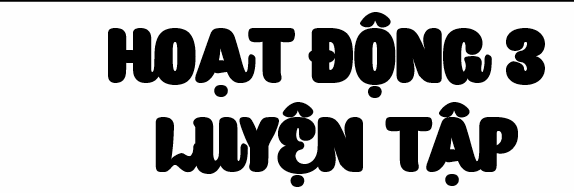 HOẠT ĐỘNG 3
LUYỆN TẬP